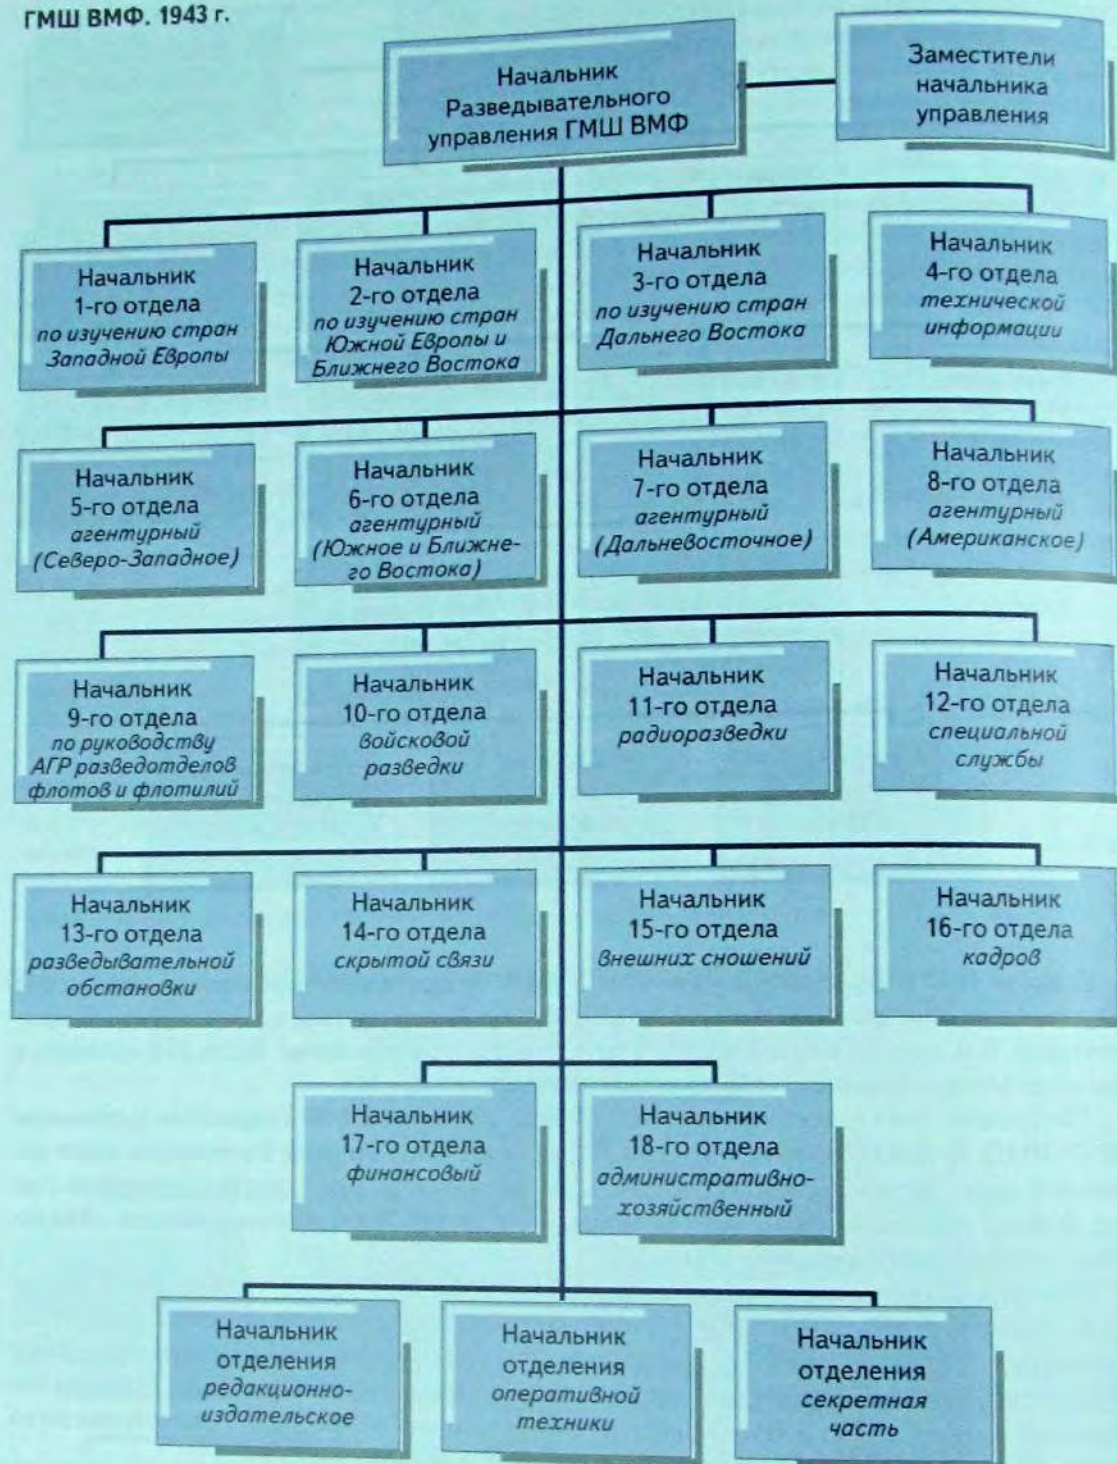 ГМШ ВМФ. 1943 г.
Начальник
Разведывательного
управления ГМШ ВМФ
Заместители
начальника
управления
Начальник
1-го отдела
по изучению стран
Западной Европы
Начальник
2-го отдела
по изучению стран
Южной Европы и
Ближнего Востока
Начальник
3-го отдела
по изучению стран
Дальнего Востока
Начальник
4-го отдела
технической
информации
Начальник
5-го отдела
агентурный
(Северо-Западное)
Начальник
6-го отдела
агентурный
(Южное и Ближне-
го Востока)
Начальник
7-го отдела
агентурный
(Дальневосточное)
Начальник
8-го отдела
агентурный
(Американское)
Начальник
9-го отдела
по руководству
АГР разведотделов
флотов и флотилий
Начальник
10-го отдела
войсковой
разведки
Начальник
11-го отдела
радиоразведки
Начальник
12-го отдела
специальной
службы
Начальник
13-го отдела
разведывательной
обстановки
Начальник
14-го отдела
скрытой связи
Начальник
15-го отдела
внешних сношений
Начальник
16-го отдела
кадров
Начальник
17-го отдела
финансовый
Начальник
18-го отдела
административно-
хозяйственный
Начальник
отделения
редакционно-
издательское
Начальник
отделения
оперативной
техники
Начальник
отделения
секретная
часть